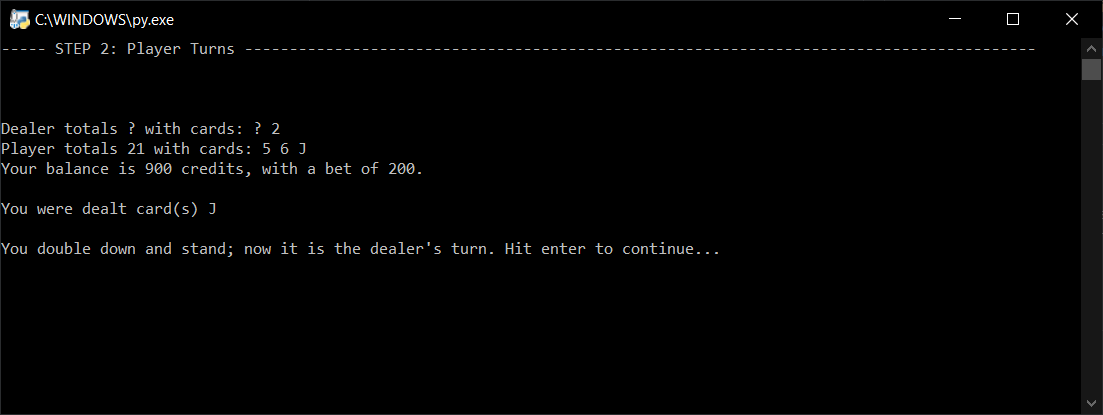 C:\WINDOWS\py.exe
----- STEP 2: Player Turns ----------------------------------------------------------------------------------------
Dealer totals ? with cards: ? 2
Player totals 21 with cards: 5 6 J
Your balance is 900 credits, with a bet of 200.
You were dealt card(s) J
You double down and stand; now it is the dealer's turn. Hit enter to continue...